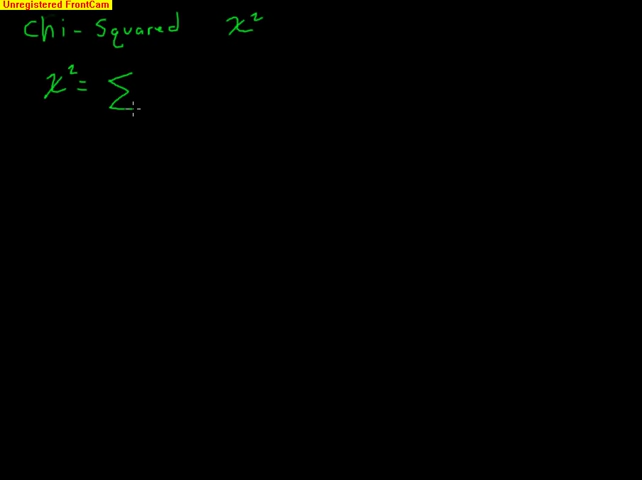 Unregistered FrontCam
Chi-Squared χ²
χ² = Σ